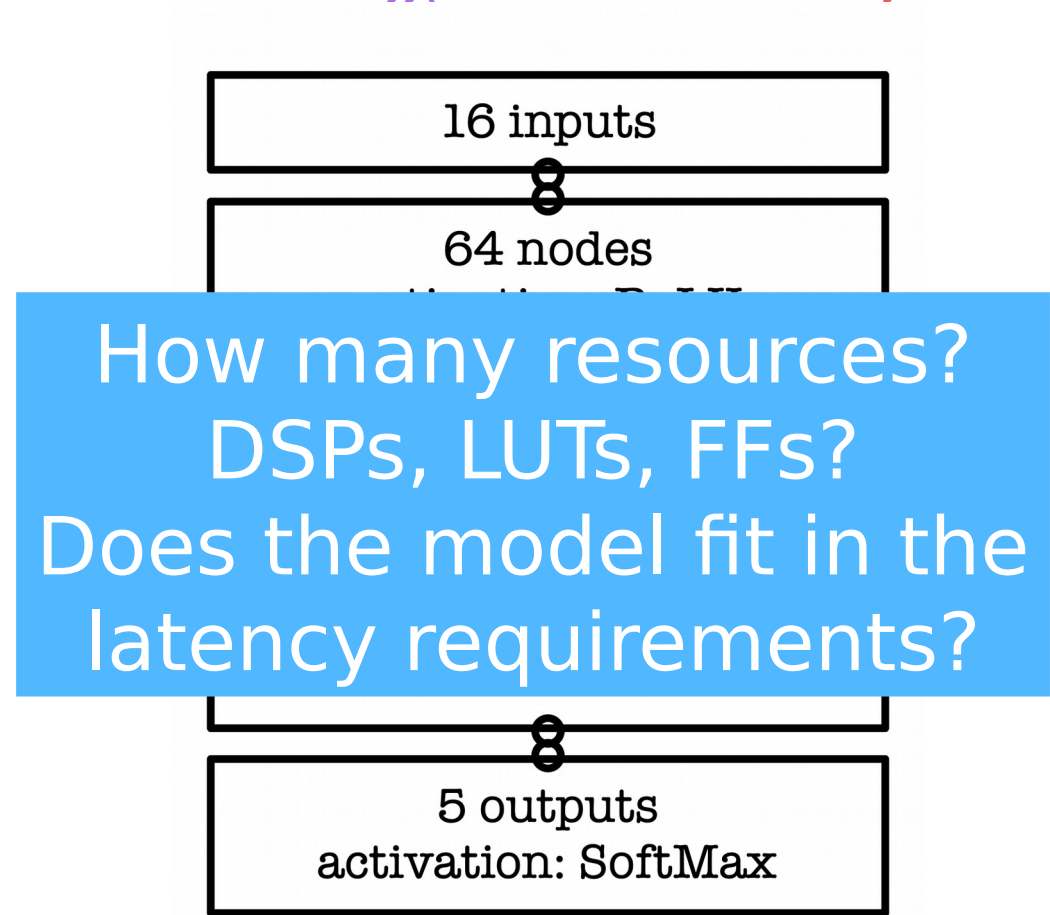 16 inputs
64 nodes
How many resources?
DSPs, LUTs, FFs?
Does the model fit in the
latency requirements?
5 outputs
activation: SoftMax